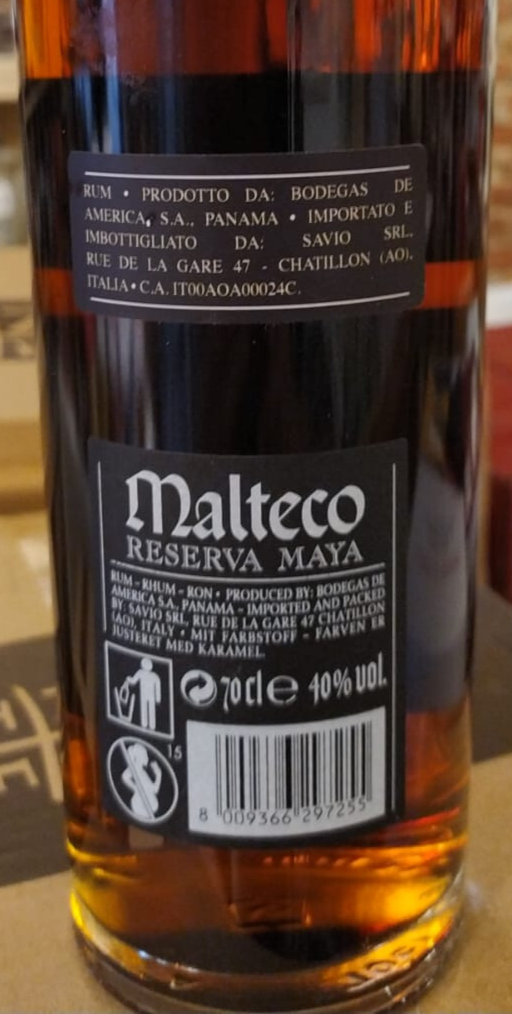 RUM • PRODOTTO DA: BODEGAS DE
AMERICA, S.A., PANAMA • IMPORTATO E
IMBOTTIGLIATO DA: SAVIO SRL.
RUE DE LA GARE 47 - CHATILLON (AO).
ITALIA • C.A. IT00AOA00024C.
Malteco
RESERVA MAYA
RUM - RHUM - RON • PRODUCED BY: BODEGAS DE
AMERICA S.A., PANAMA - IMPORTED AND PACKED
BY: SAVIO SRL, RUE DE LA GARE 47 CHATILLON
(AO), ITALY • MIT FARBSTOFF - FARVEN ER
JUSTERET MED KARAMEL.
70cl e 40% vol.
15
8 009366 297255